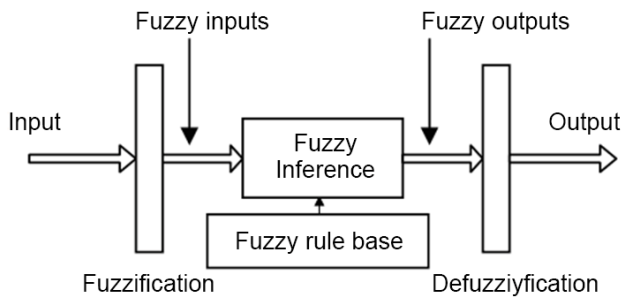 Fuzzy inputs
Fuzzy outputs
Input
Fuzzy
Inference
Output
Fuzzy rule base
Fuzzification
Defuzziyfication